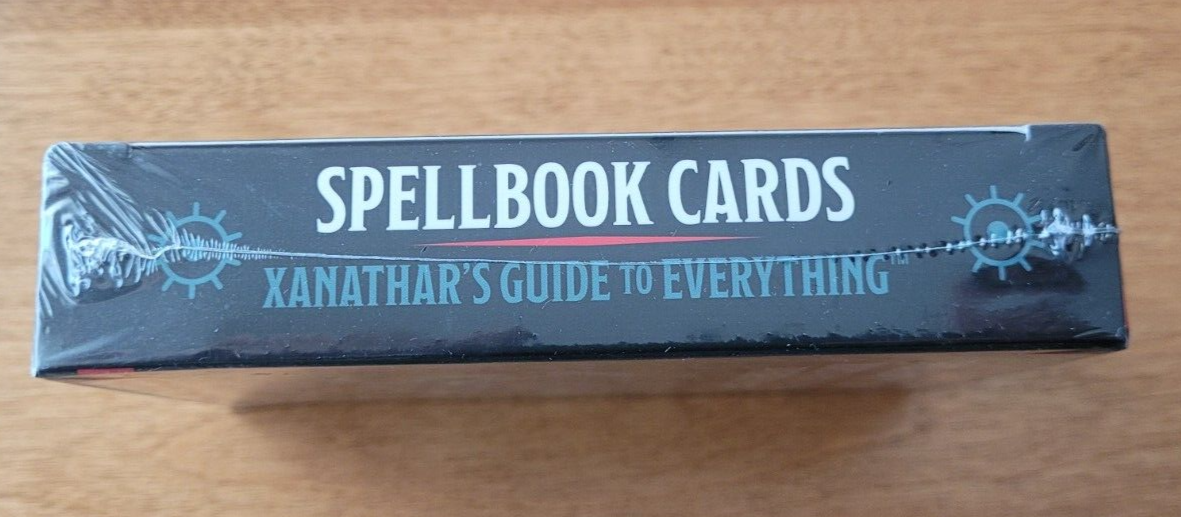 SPELLBOOK CARDS
XANATHAR'S GUIDE TO EVERYTHING™